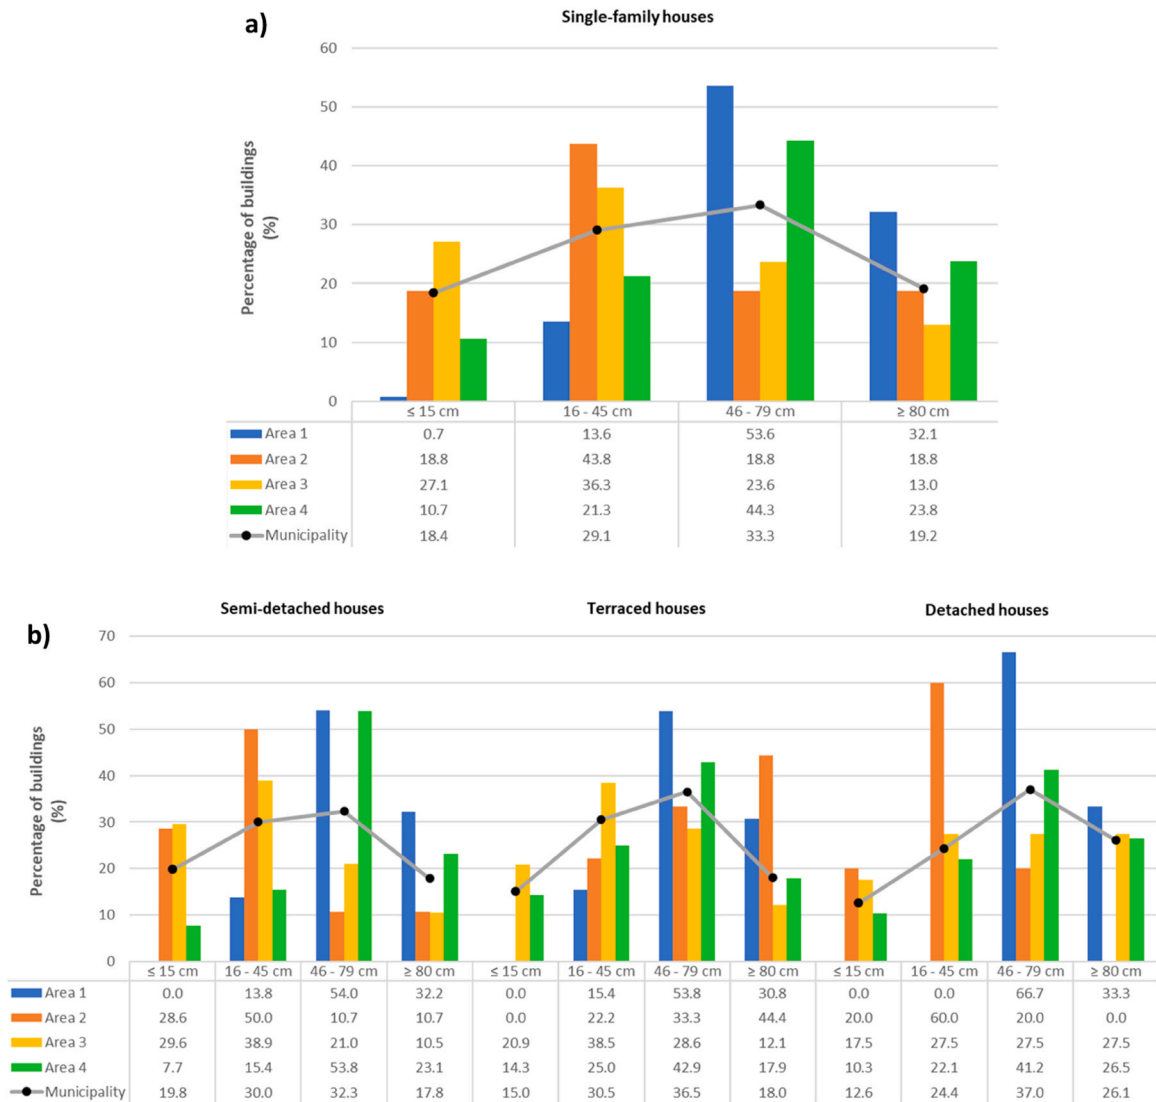 a)
Single-family houses
60
50
40
30
20
10
0
Percentage of buildings
(%)
≤ 15 cm 16 - 45 cm 46 - 79 cm ≥ 80 cm
Area 1 0.7 13.6 53.6 32.1
Area 2 18.8 43.8 18.8 18.8
Area 3 27.1 36.3 23.6 13.0
Area 4 10.7 21.3 44.3 23.8
Municipality 18.4 29.1 33.3 19.2
b)
Semi-detached houses Terraced houses Detached houses
70
60
50
40
30
20
10
0
Percentage of buildings
(%)
≤ 15 cm 16 - 45 cm 46 - 79 cm ≥ 80 cm ≤ 15 cm 16 - 45 cm 46 - 79 cm ≥ 80 cm ≤ 15 cm 16 - 45 cm 46 - 79 cm ≥ 80 cm
Area 1 0.0 13.8 54.0 32.2 0.0 15.4 53.8 30.8 0.0 0.0 66.7 33.3
Area 2 28.6 50.0 10.7 10.7 0.0 22.2 33.3 44.4 20.0 60.0 20.0 0.0
Area 3 29.6 38.9 21.0 10.5 20.9 38.5 28.6 12.1 17.5 27.5 27.5 27.5
Area 4 7.7 15.4 53.8 23.1 14.3 25.0 42.9 17.9 10.3 22.1 41.2 26.5
Municipality 19.8 30.0 32.3 17.8 15.0 30.5 36.5 18.0 12.6 24.4 37.0 26.1